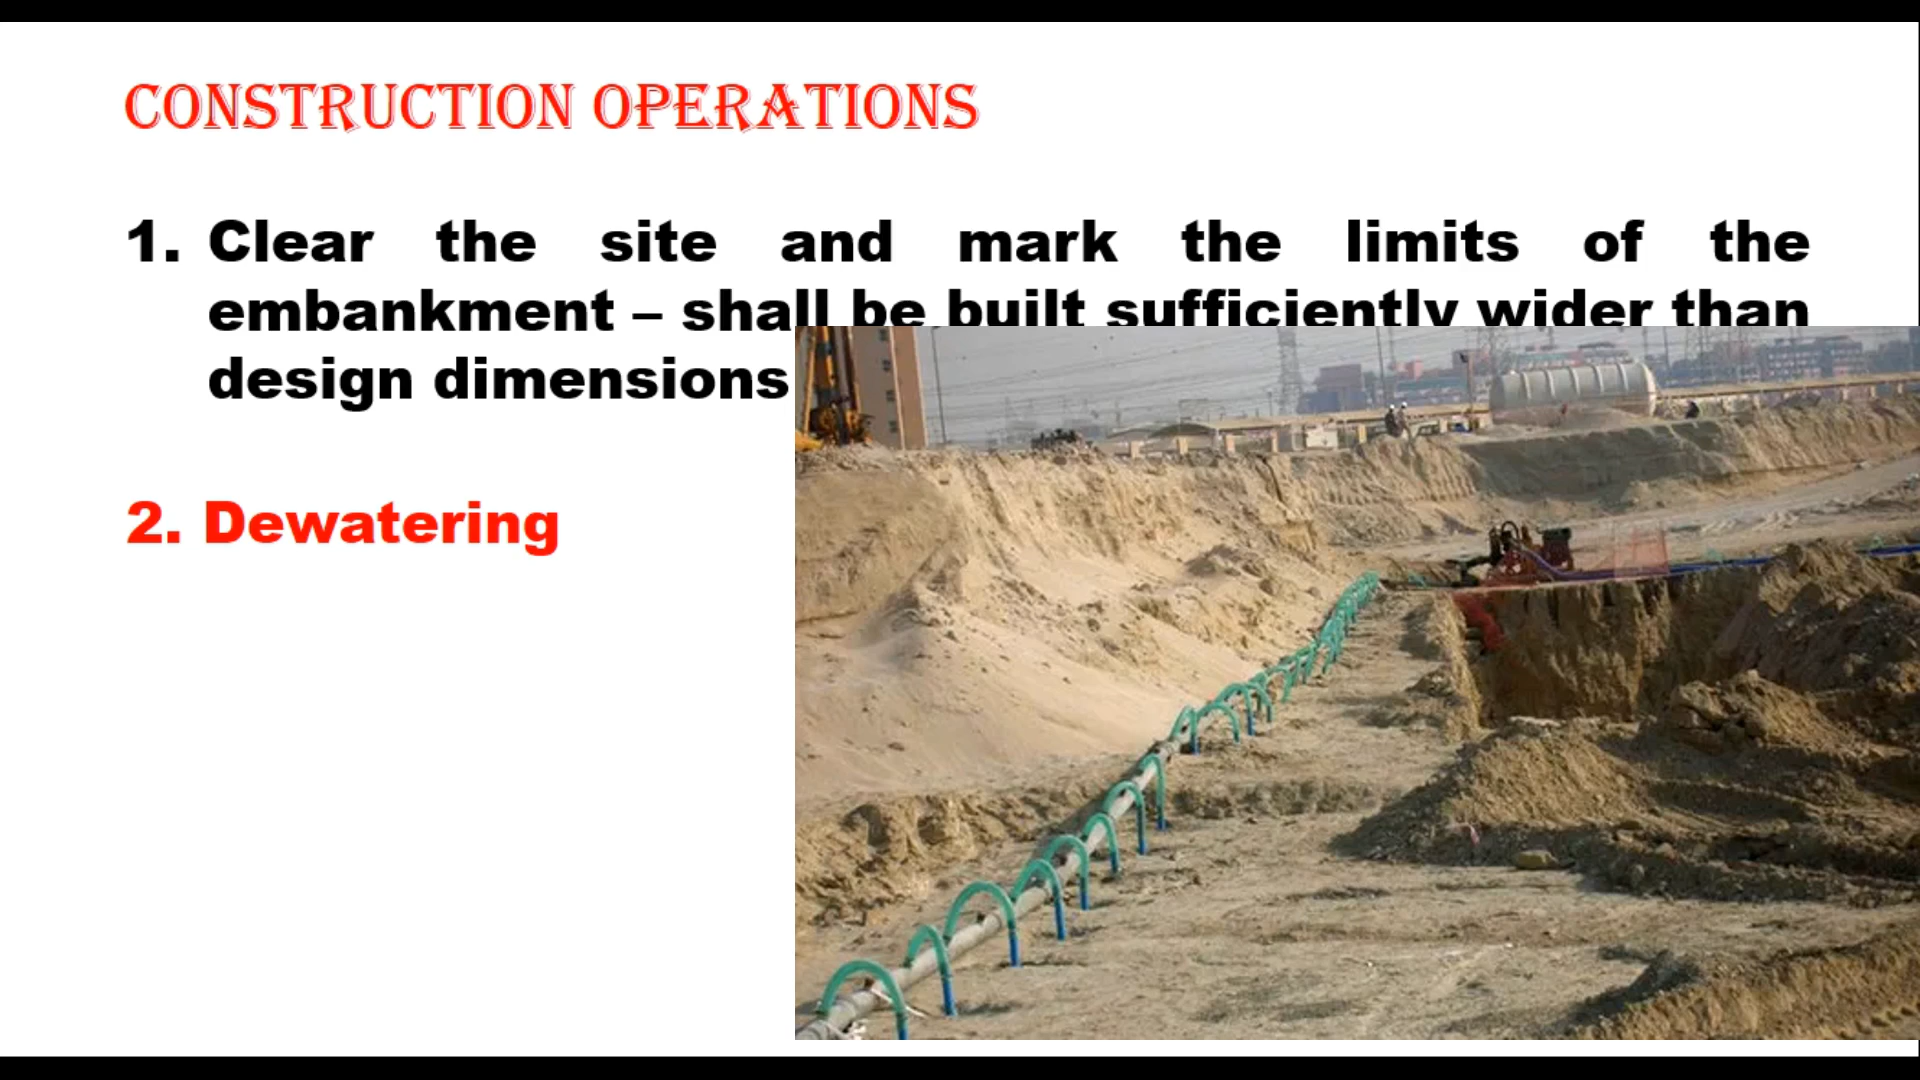 CONSTRUCTION OPERATIONS
1. Clear the site and mark the limits of the
embankment – shall be built sufficiently wider than
design dimensions
2. Dewatering